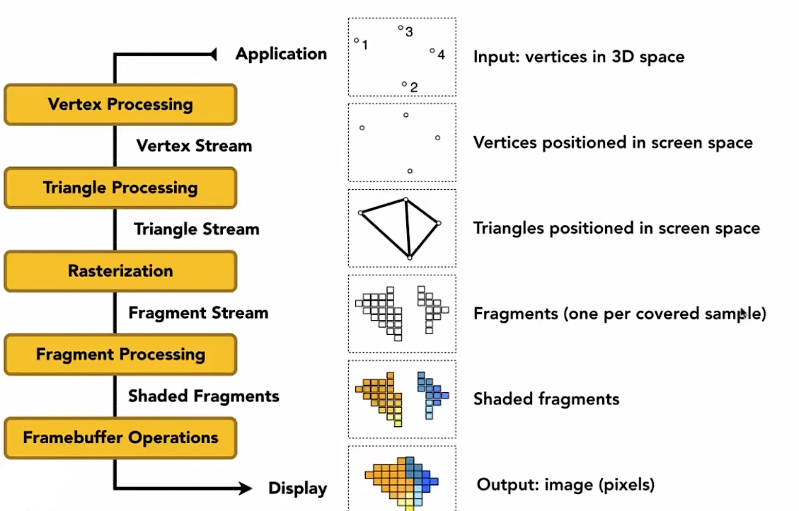 Application
3
1
4
2
Input: vertices in 3D space
Vertex Processing
Vertex Stream
Vertices positioned in screen space
Triangle Processing
Triangle Stream
Triangles positioned in screen space
Rasterization
Fragment Stream
Fragments (one per covered sample)
Fragment Processing
Shaded Fragments
Shaded fragments
Framebuffer Operations
Display
Output: image (pixels)